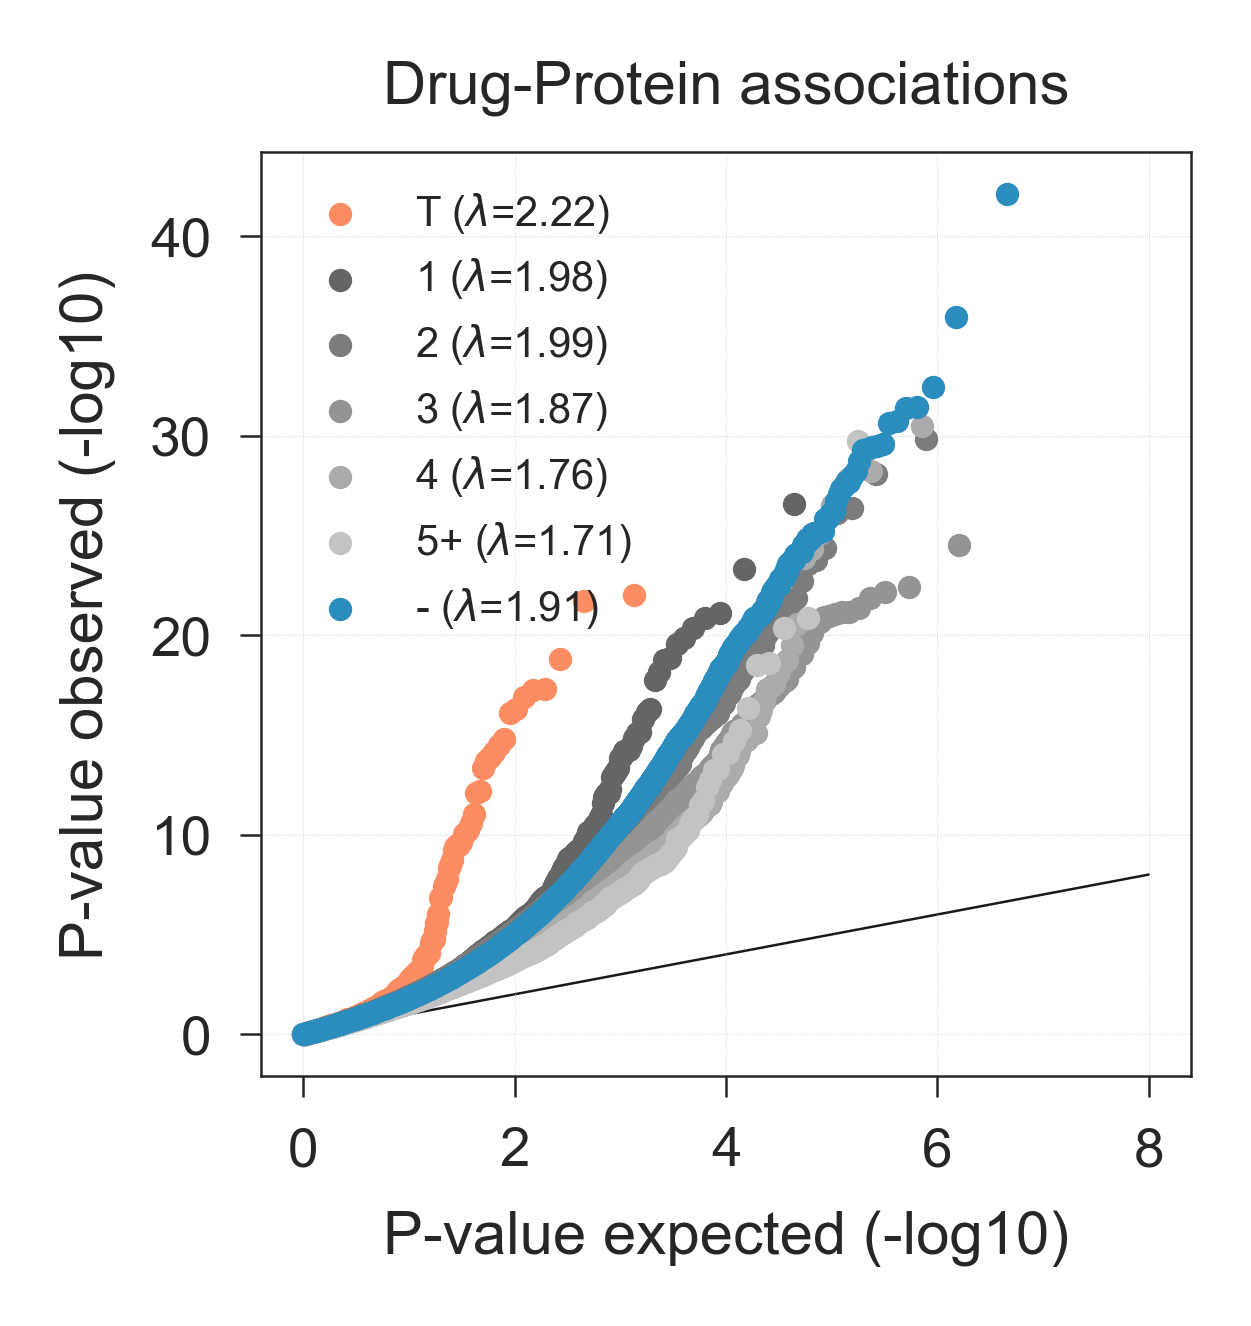 Drug-Protein associations
P-value observed (-log10)
40
30
20
10
0
T (λ=2.22)
1 (λ=1.98)
2 (λ=1.99)
3 (λ=1.87)
4 (λ=1.76)
5+ (λ=1.71)
- (λ=1.91)
0 2 4 6 8
P-value expected (-log10)